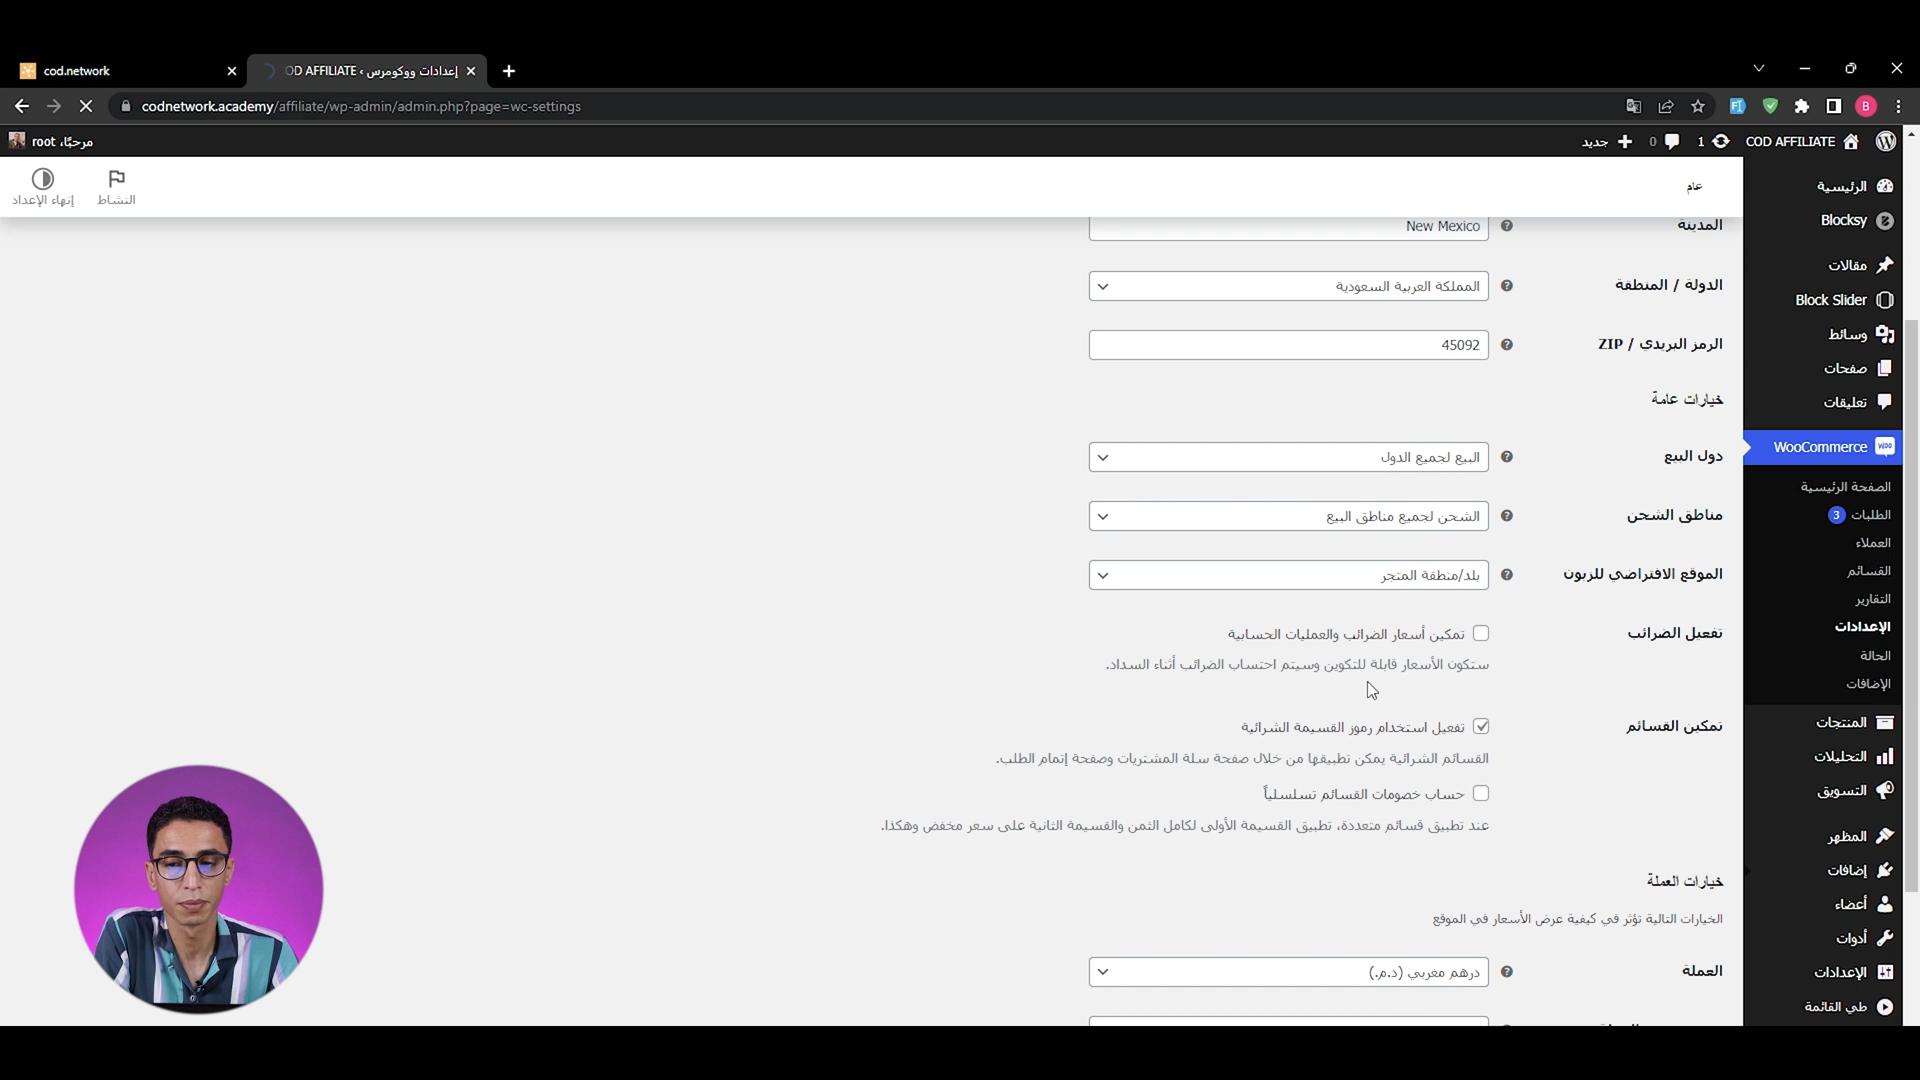 cod.network
إعدادات ووكومرس ‹ OD AFFILIATE
codnetwork.academy/affiliate/wp-admin/admin.php?page=wc-settings
B
COD AFFILIATE
1
0
جديد
مرحبًا، root
عام
النشاط
إنهاء الإعداد
المدينة
New Mexico
الدولة / المنطقة
المملكة العربية السعودية
الرمز البريدي / ZIP
45092
خيارات عامة
دول البيع
البيع لجميع الدول
مناطق الشحن
الشحن لجميع مناطق البيع
الموقع الافتراضي للزبون
بلد/منطقة المتجر
تفعيل الضرائب
تمكين أسعار الضرائب والعمليات الحسابية
ستكون الأسعار قابلة للتكوين وسيتم احتساب الضرائب أثناء السداد.
تمكين القسائم
تفعيل استخدام رموز القسيمة الشرائية
القسائم الشرائية يمكن تطبيقها من خلال صفحة سلة المشتريات وصفحة إتمام الطلب.
حساب خصومات القسائم تسلسلياً
عند تطبيق قسائم متعددة، تطبيق القسيمة الأولى لكامل الثمن والقسيمة الثانية على سعر مخفض وهكذا.
خيارات العملة
الخيارات التالية تؤثر في كيفية عرض الأسعار في الموقع
العملة
درهم مغربي (د.م.)
الرئيسية
Blocksy
مقالات
Block Slider
وسائط
صفحات
تعليقات
WooCommerce
الصفحة الرئيسية
الطلبات 3
العملاء
القسائم
التقارير
الإعدادات
الحالة
الإضافات
المنتجات
التحليلات
التسويق
المظهر
إضافات
أعضاء
أدوات
الإعدادات
طي القائمة